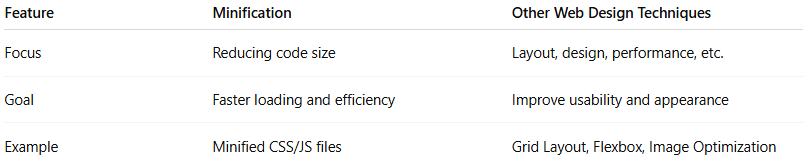 Feature Minification Other Web Design Techniques
Focus Reducing code size Layout, design, performance, etc.
Goal Faster loading and efficiency Improve usability and appearance
Example Minified CSS/JS files Grid Layout, Flexbox, Image Optimization